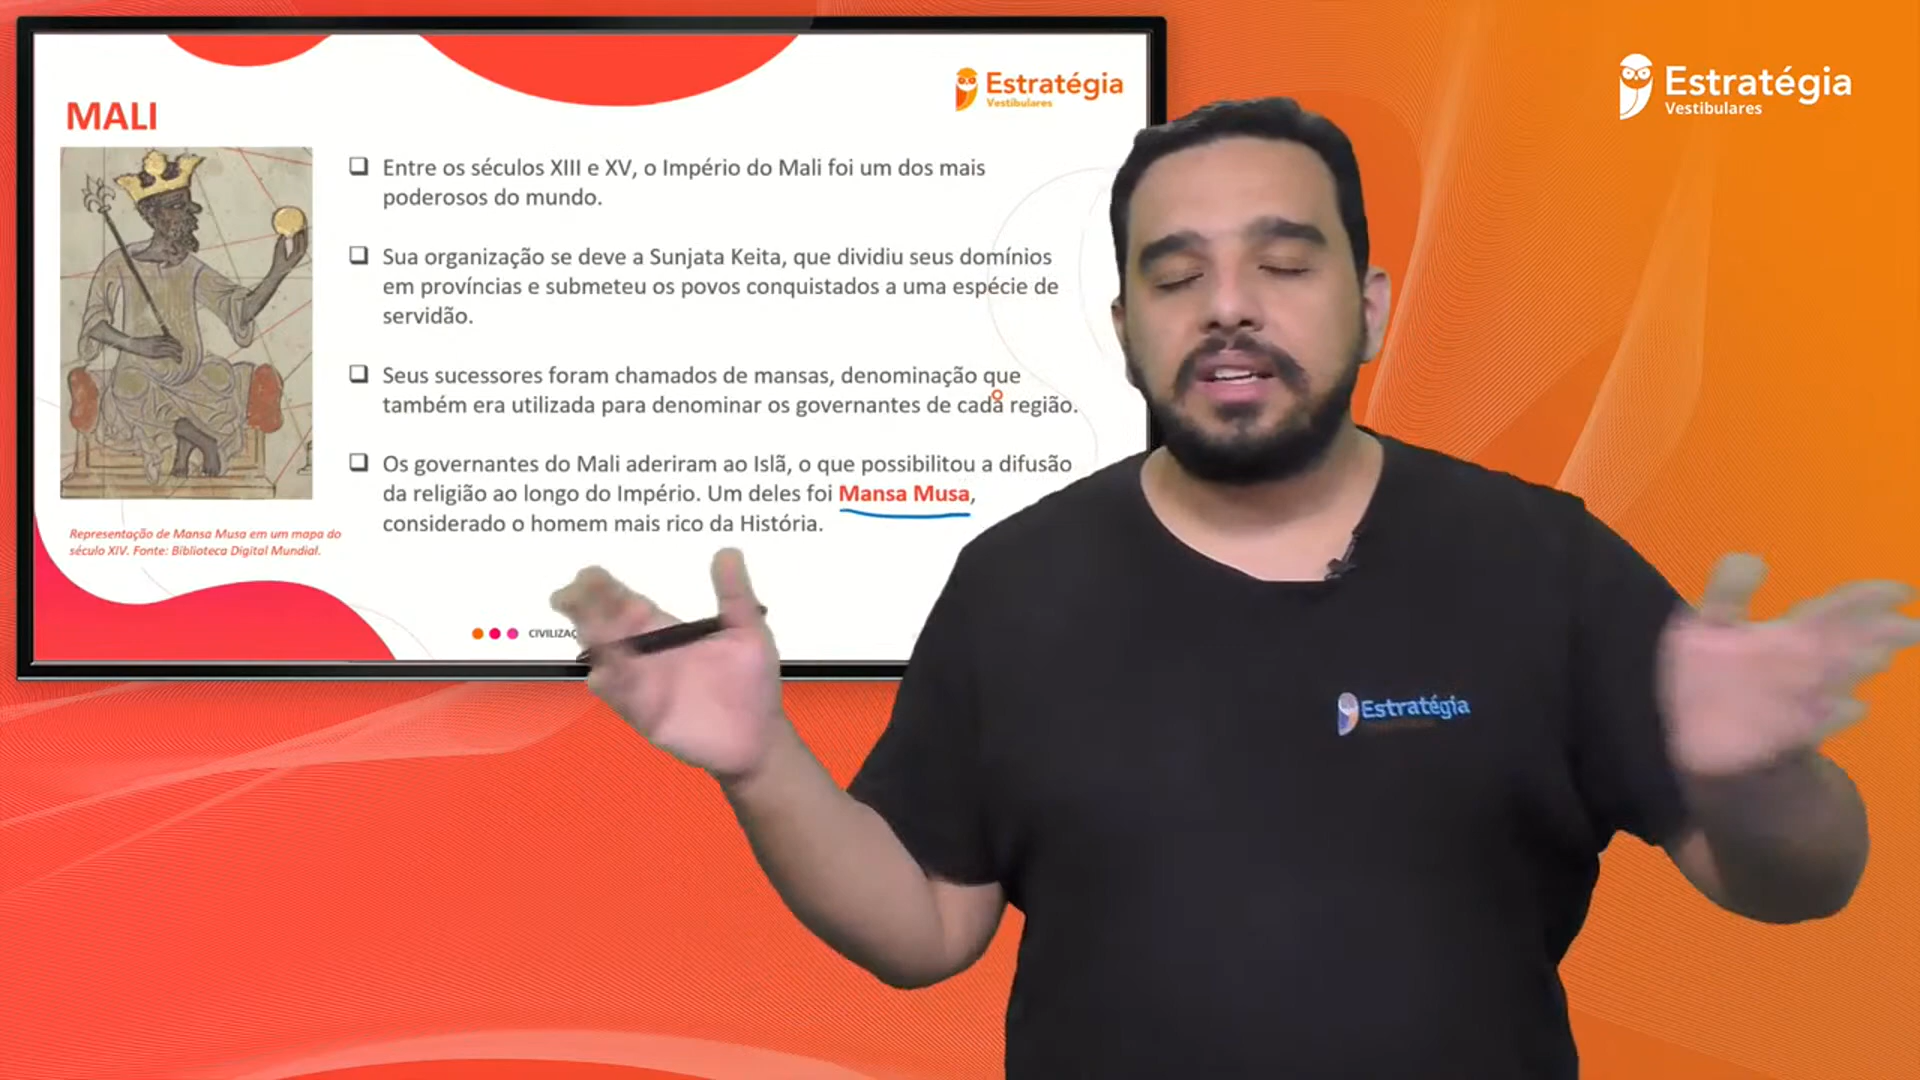 MALI
Estratégia
Vestibulares
Estratégia
Vestibulares
❑ Entre os séculos XIII e XV, o Império do Mali foi um dos mais
poderosos do mundo.
❑ Sua organização se deve a Sunjata Keita, que dividiu seus domínios
em províncias e submeteu os povos conquistados a uma espécie de
servidão.
❑ Seus sucessores foram chamados de mansas, denominação que
também era utilizada para denominar os governantes de cada região.
❑ Os governantes do Mali aderiram ao Islã, o que possibilitou a difusão
da religião ao longo do Império. Um deles foi Mansa Musa,
considerado o homem mais rico da História.
Representação de Mansa Musa em um mapa do
século XIV. Fonte: Biblioteca Digital Mundial.
Estratégia